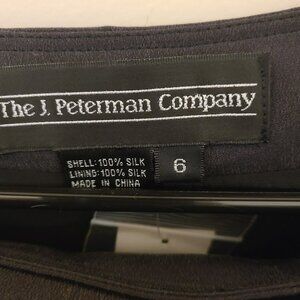 The J. Peterman Company
SHELL: 100% SILK
LINING: 100% SILK
MADE IN CHINA
6